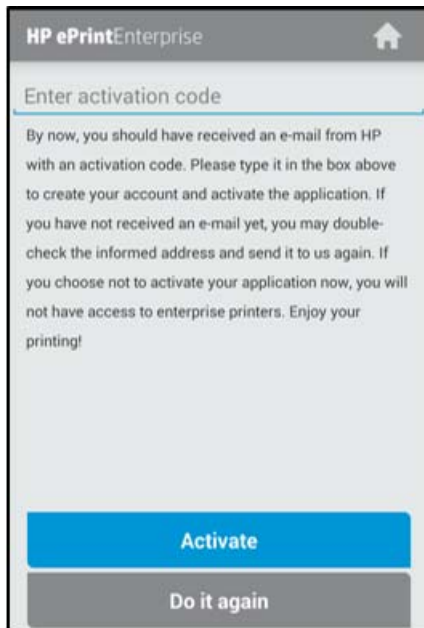 HP ePrintEnterprise
Enter activation code
By now, you should have received an e-mail from HP
with an activation code. Please type it in the box above
to create your account and activate the application. If
you have not received an e-mail yet, you may double-
check the informed address and send it to us again. If
you choose not to activate your application now, you will
not have access to enterprise printers. Enjoy your
printing!
Activate
Do it again